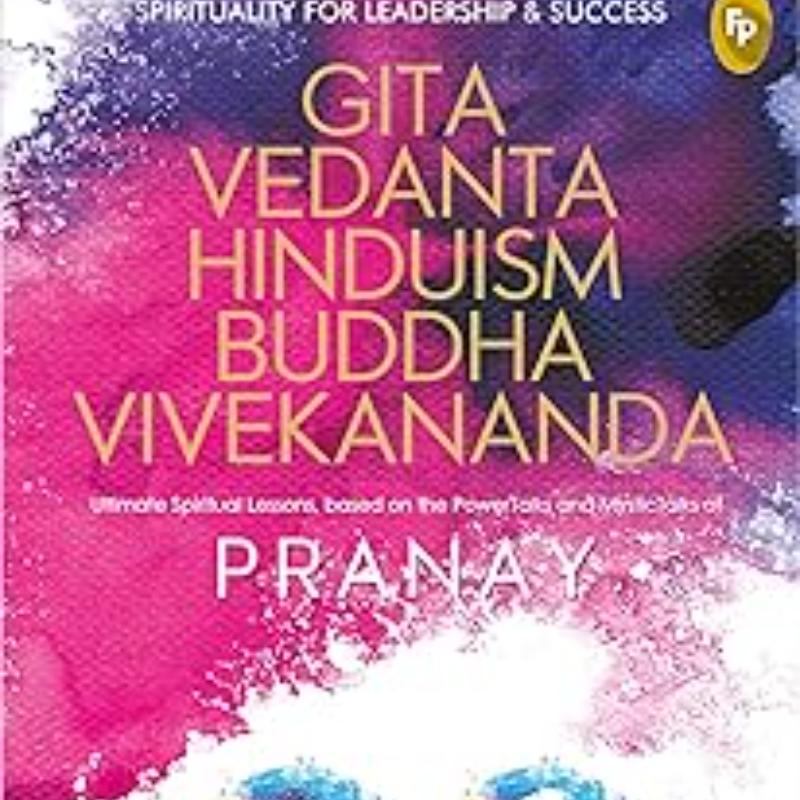 SPIRITUALITY FOR LEADERSHIP & SUCCESS
FP
GITA
VEDANTA
HINDUISM
BUDDHA
VIVEKANANDA
Ultimate Spiritual Lessons, based on the PowerTalks and MysticTalks of
PRANAY